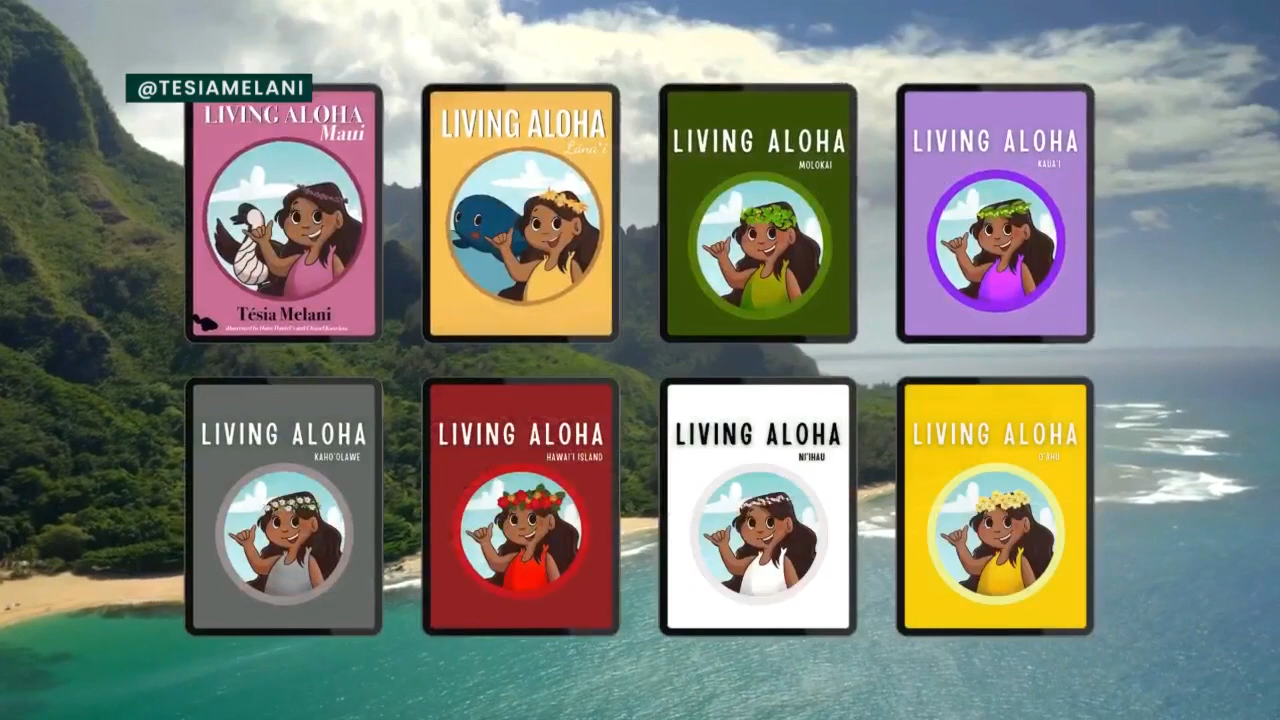 @TESIAMELANI
LIVING ALOHA
Maui
Tésia Melani
LIVING ALOHA
Lāna'i
LIVING ALOHA
MOLOKAI
LIVING ALOHA
KAUA'I
LIVING ALOHA
KAHO'OLAWE
LIVING ALOHA
HAWAI'I ISLAND
LIVING ALOHA
NI'IHAU
LIVING ALOHA
O'AHU